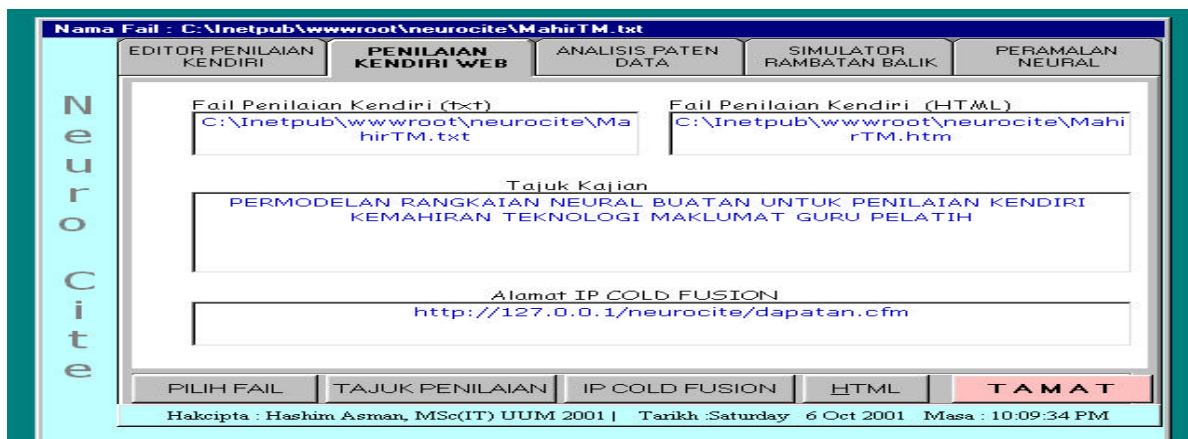 Nama Fail : C:\Inetpub\wwwroot\neurocite\MahirTM.txt
EDITOR PENILAIAN KENDIRI
PENILAIAN KENDIRI WEB
ANALISIS PATEN DATA
SIMULATOR RAMBATAN BALIK
PERAMALAN NEURAL
Neuro Cite
Fail Penilaian Kendiri (txt)
C:\Inetpub\wwwroot\neurocite\Ma
hirTM.txt
Fail Penilaian Kendiri (HTML)
C:\Inetpub\wwwroot\neurocite\Mahi
rTM.htm
Tajuk Kajian
PERMODELAN RANGKAIAN NEURAL BUATAN UNTUK PENILAIAN KENDIRI
KEMAHIRAN TEKNOLOGI MAKLUMAT GURU PELATIH
Alamat IP COLD FUSION
http://127.0.0.1/neurocite/dapatan.cfm
PILIH FAIL TAJUK PENILAIAN IP COLD FUSION HTML TAMAT
Hakcipta : Hashim Asman, MSc(IT) UUM 2001 | Tarikh :Saturday 6 Oct 2001 Masa : 10:09:34 PM